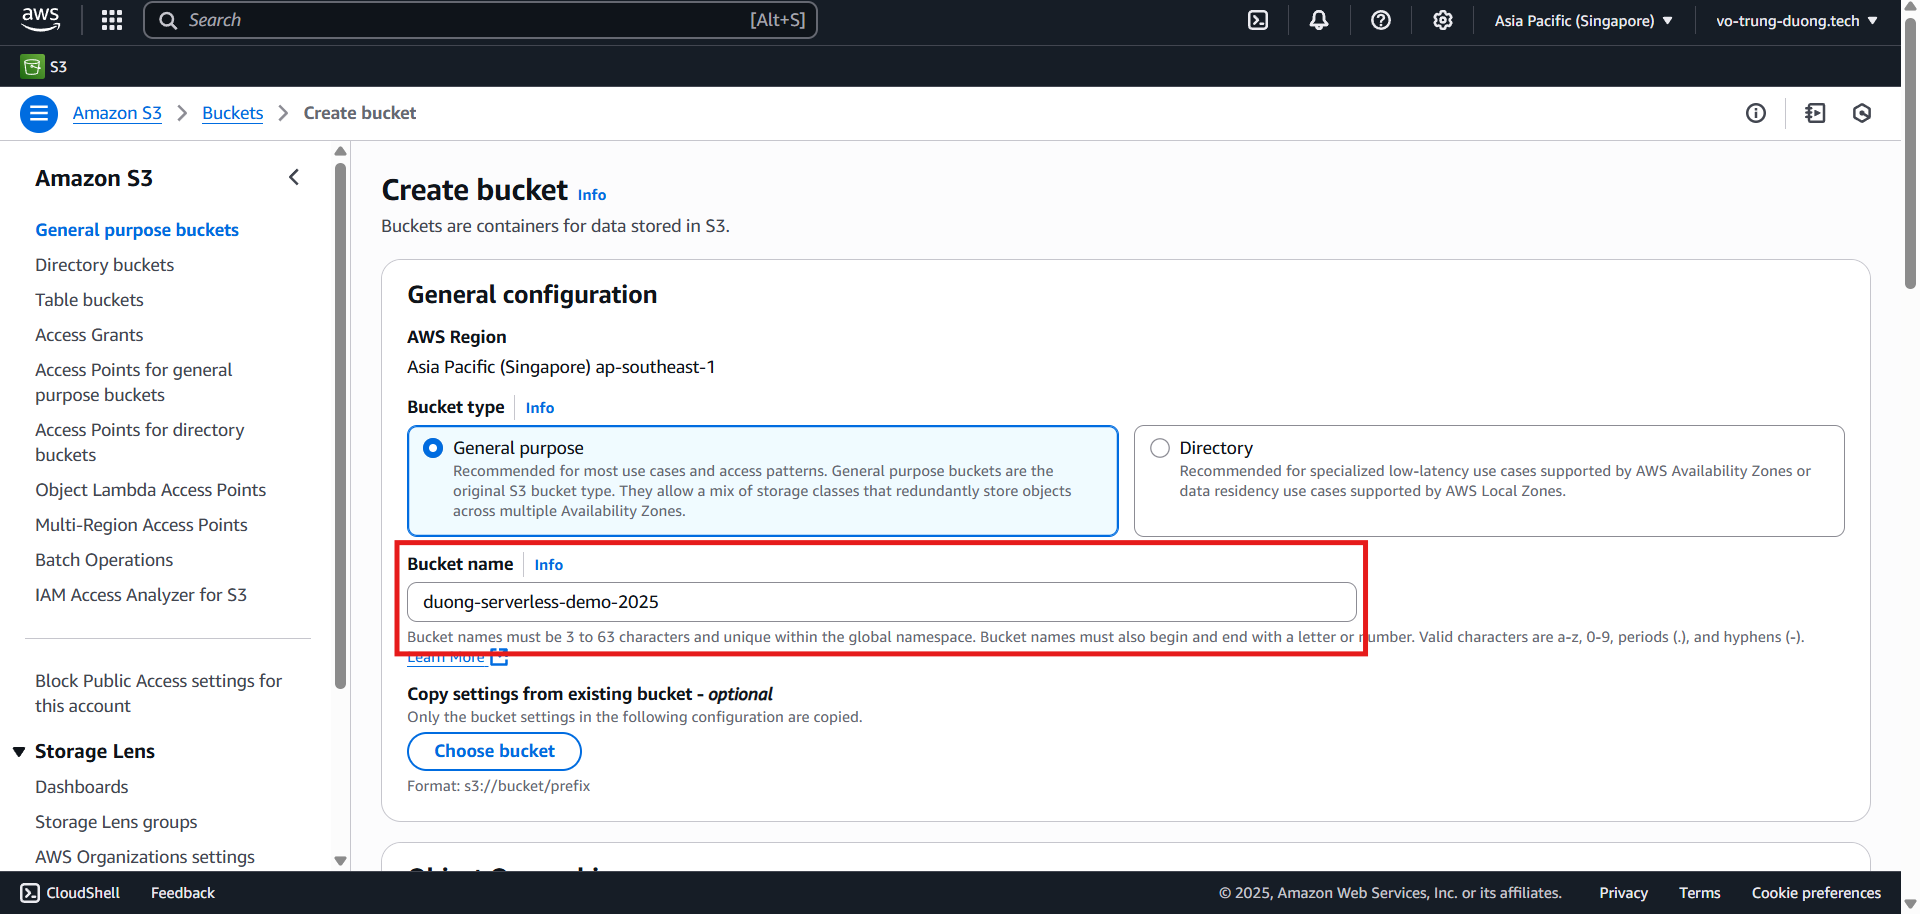 aws
Search
[Alt+S]
Asia Pacific (Singapore)
vo-trung-duong.tech
S3
Amazon S3
Buckets
Create bucket
Amazon S3
General purpose buckets
Directory buckets
Table buckets
Access Grants
Access Points for general
purpose buckets
Access Points for directory
buckets
Object Lambda Access Points
Multi-Region Access Points
Batch Operations
IAM Access Analyzer for S3
Block Public Access settings for
this account
Storage Lens
Dashboards
Storage Lens groups
AWS Organizations settings
Create bucket Info
Buckets are containers for data stored in S3.
General configuration
AWS Region
Asia Pacific (Singapore) ap-southeast-1
Bucket type Info
General purpose
Recommended for most use cases and access patterns. General purpose buckets are the
original S3 bucket type. They allow a mix of storage classes that redundantly store objects
across multiple Availability Zones.
Directory
Recommended for specialized low-latency use cases supported by AWS Availability Zones or
data residency use cases supported by AWS Local Zones.
Bucket name Info
duong-serverless-demo-2025
Bucket names must be 3 to 63 characters and unique within the global namespace. Bucket names must also begin and end with a letter or number. Valid characters are a-z, 0-9, periods (.), and hyphens (-).
Learn More
Copy settings from existing bucket - optional
Only the bucket settings in the following configuration are copied.
Choose bucket
Format: s3://bucket/prefix
CloudShell
Feedback
© 2025, Amazon Web Services, Inc. or its affiliates.
Privacy
Terms
Cookie preferences